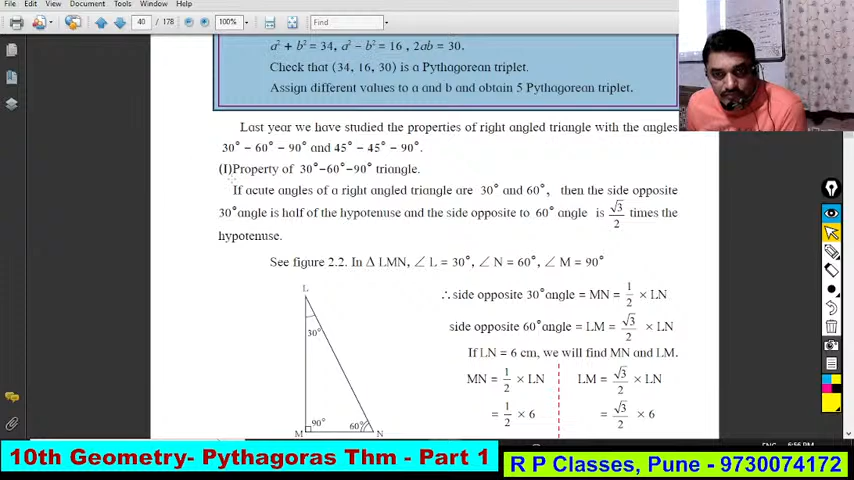 File Edit View Document Tools Window Help
40 / 178 100% Find
a² + b² = 34, a² – b² = 16 , 2ab = 30.
Check that (34, 16, 30) is a Pythagorean triplet.
Assign different values to a and b and obtain 5 Pythagorean triplet.
Last year we have studied the properties of right angled triangle with the angles
30° – 60° – 90° and 45° – 45° – 90°.
(I)Property of 30°–60°–90° triangle.
If acute angles of a right angled triangle are 30° and 60°, then the side opposite
30°angle is half of the hypotenuse and the side opposite to 60° angle is √3/2 times the
hypotenuse.
See figure 2.2. In Δ LMN, ∠ L = 30°, ∠ N = 60°, ∠ M = 90°
L
30°
90°
60°
M
N
∴ side opposite 30°angle = MN = 1/2 × LN
side opposite 60°angle = LM = √3/2 × LN
If LN = 6 cm, we will find MN and LM.
MN = 1/2 × LN
= 1/2 × 6
LM = √3/2 × LN
= √3/2 × 6
10th Geometry- Pythagoras Thm - Part 1
R P Classes, Pune - 9730074172